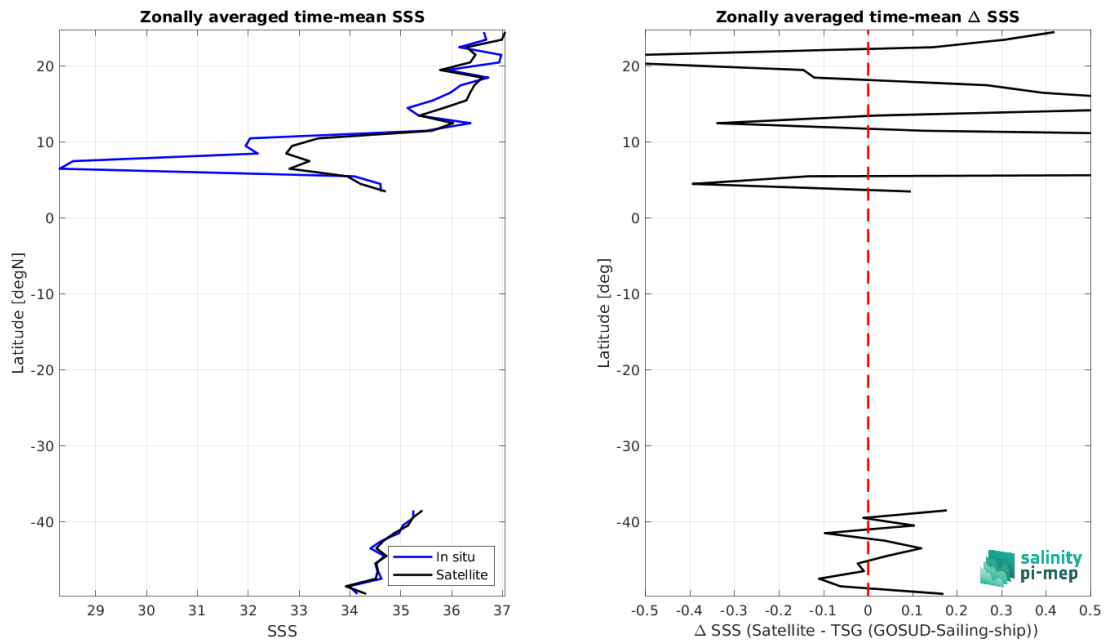 Zonally averaged time-mean SSS
Latitude [degN]
20
10
0
-10
-20
-30
-40
In situ
Satellite
29 30 31 32 33 34 35 36 37
SSS
Zonally averaged time-mean Δ SSS
Latitude [deg]
20
10
0
-10
-20
-30
-40
salinity
pi-mep
-0.5 -0.4 -0.3 -0.2 -0.1 0 0.1 0.2 0.3 0.4 0.5
Δ SSS (Satellite - TSG (GOSUD-Sailing-ship))